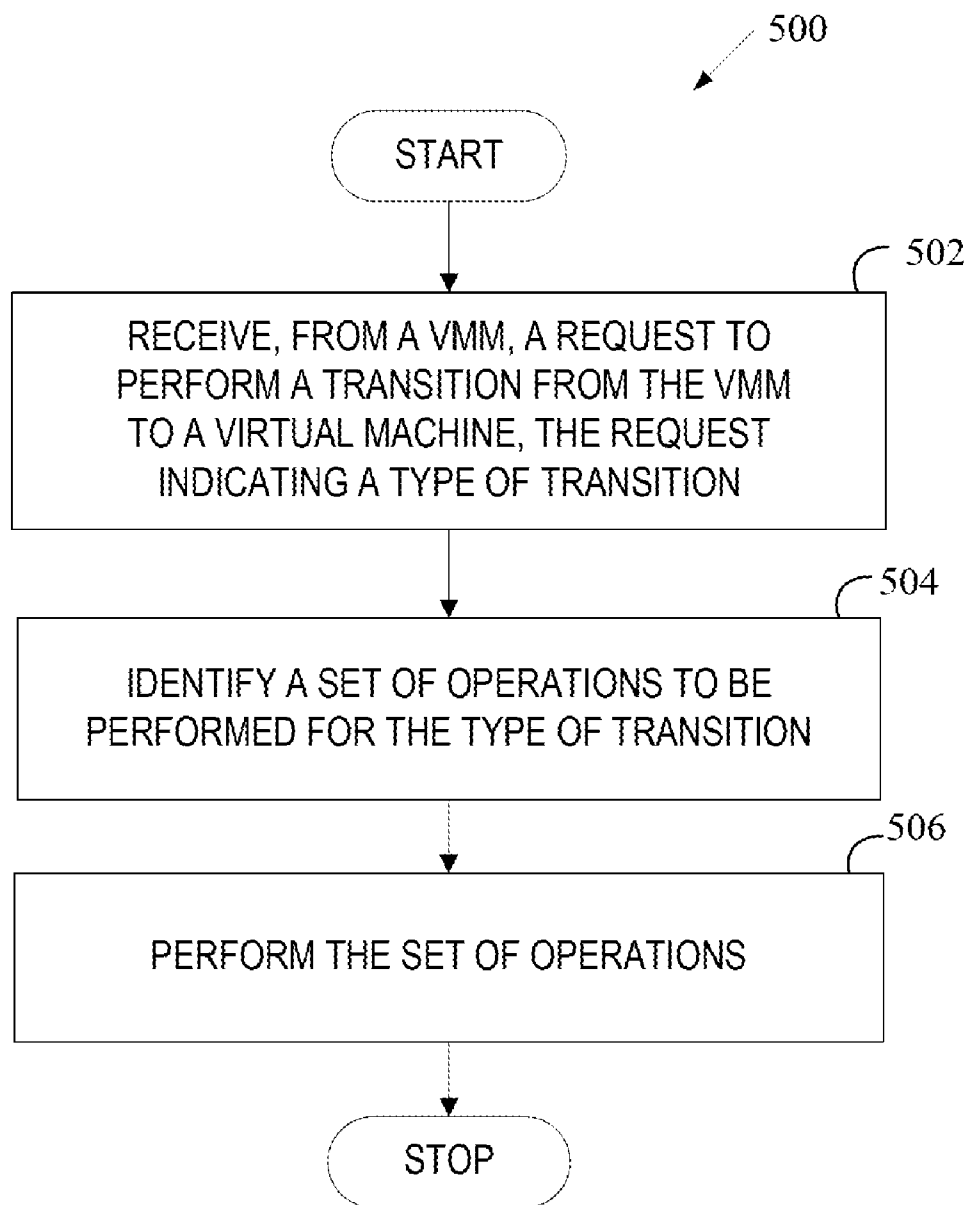 500
START
502
RECEIVE, FROM A VMM, A REQUEST TO
PERFORM A TRANSITION FROM THE VMM
TO A VIRTUAL MACHINE, THE REQUEST
INDICATING A TYPE OF TRANSITION
504
IDENTIFY A SET OF OPERATIONS TO BE
PERFORMED FOR THE TYPE OF TRANSITION
506
PERFORM THE SET OF OPERATIONS
STOP